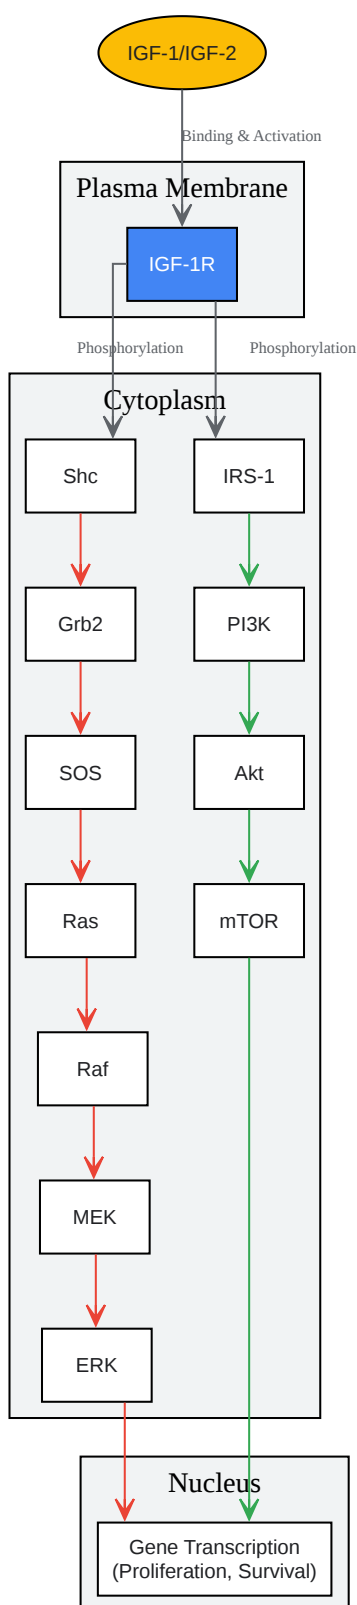 IGF-1/IGF-2
Binding & Activation
Plasma Membrane
IGF-1R
Phosphorylation
Phosphorylation
Cytoplasm
Shc
IRS-1
Grb2
PI3K
SOS
Akt
Ras
mTOR
Raf
MEK
ERK
Nucleus
Gene Transcription
(Proliferation, Survival)